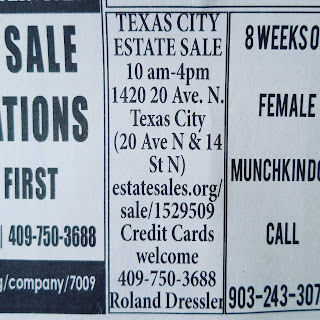 SALE
ATIONS
FIRST
| 409-750-3688
g/company/7009
TEXAS CITY
ESTATE SALE
10 am-4pm
1420 20 Ave. N.
Texas City
(20 Ave N & 14
St N)
estatesales.org/
sale/1529509
Credit Cards
welcome
409-750-3688
Roland Dressler
8 WEEKS O
FEMALE
MUNCHKINDO
CALL
903-243-307